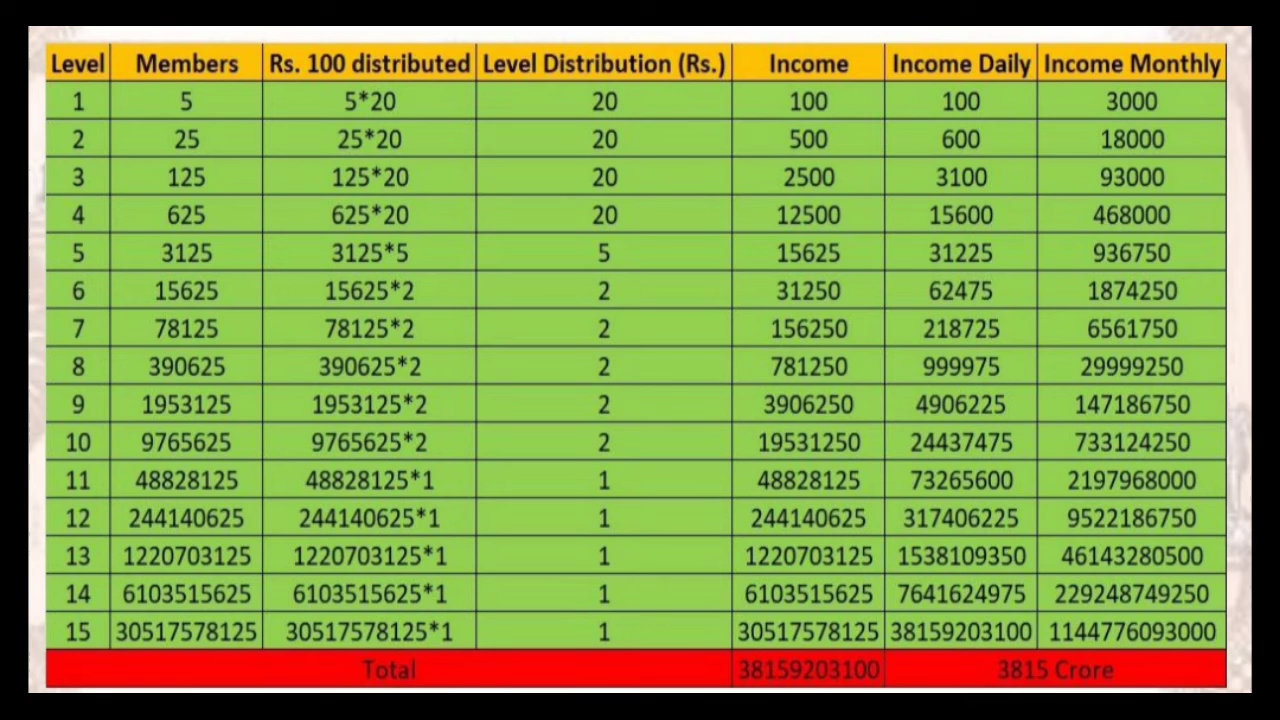 Level Members Rs. 100 distributed Level Distribution (Rs.) Income Income Daily Income Monthly
1 5 5*20 20 100 100 3000
2 25 25*20 20 500 600 18000
3 125 125*20 20 2500 3100 93000
4 625 625*20 20 12500 15600 468000
5 3125 3125*5 5 15625 31225 936750
6 15625 15625*2 2 31250 62475 1874250
7 78125 78125*2 2 156250 218725 6561750
8 390625 390625*2 2 781250 999975 29999250
9 1953125 1953125*2 2 3906250 4906225 147186750
10 9765625 9765625*2 2 19531250 24437475 733124250
11 48828125 48828125*1 1 48828125 73265600 2197968000
12 244140625 244140625*1 1 244140625 317406225 9522186750
13 1220703125 1220703125*1 1 1220703125 1538109350 46143280500
14 6103515625 6103515625*1 1 6103515625 7641624975 229248749250
15 30517578125 30517578125*1 1 30517578125 38159203100 1144776093000
Total 38159203100 3815 Crore